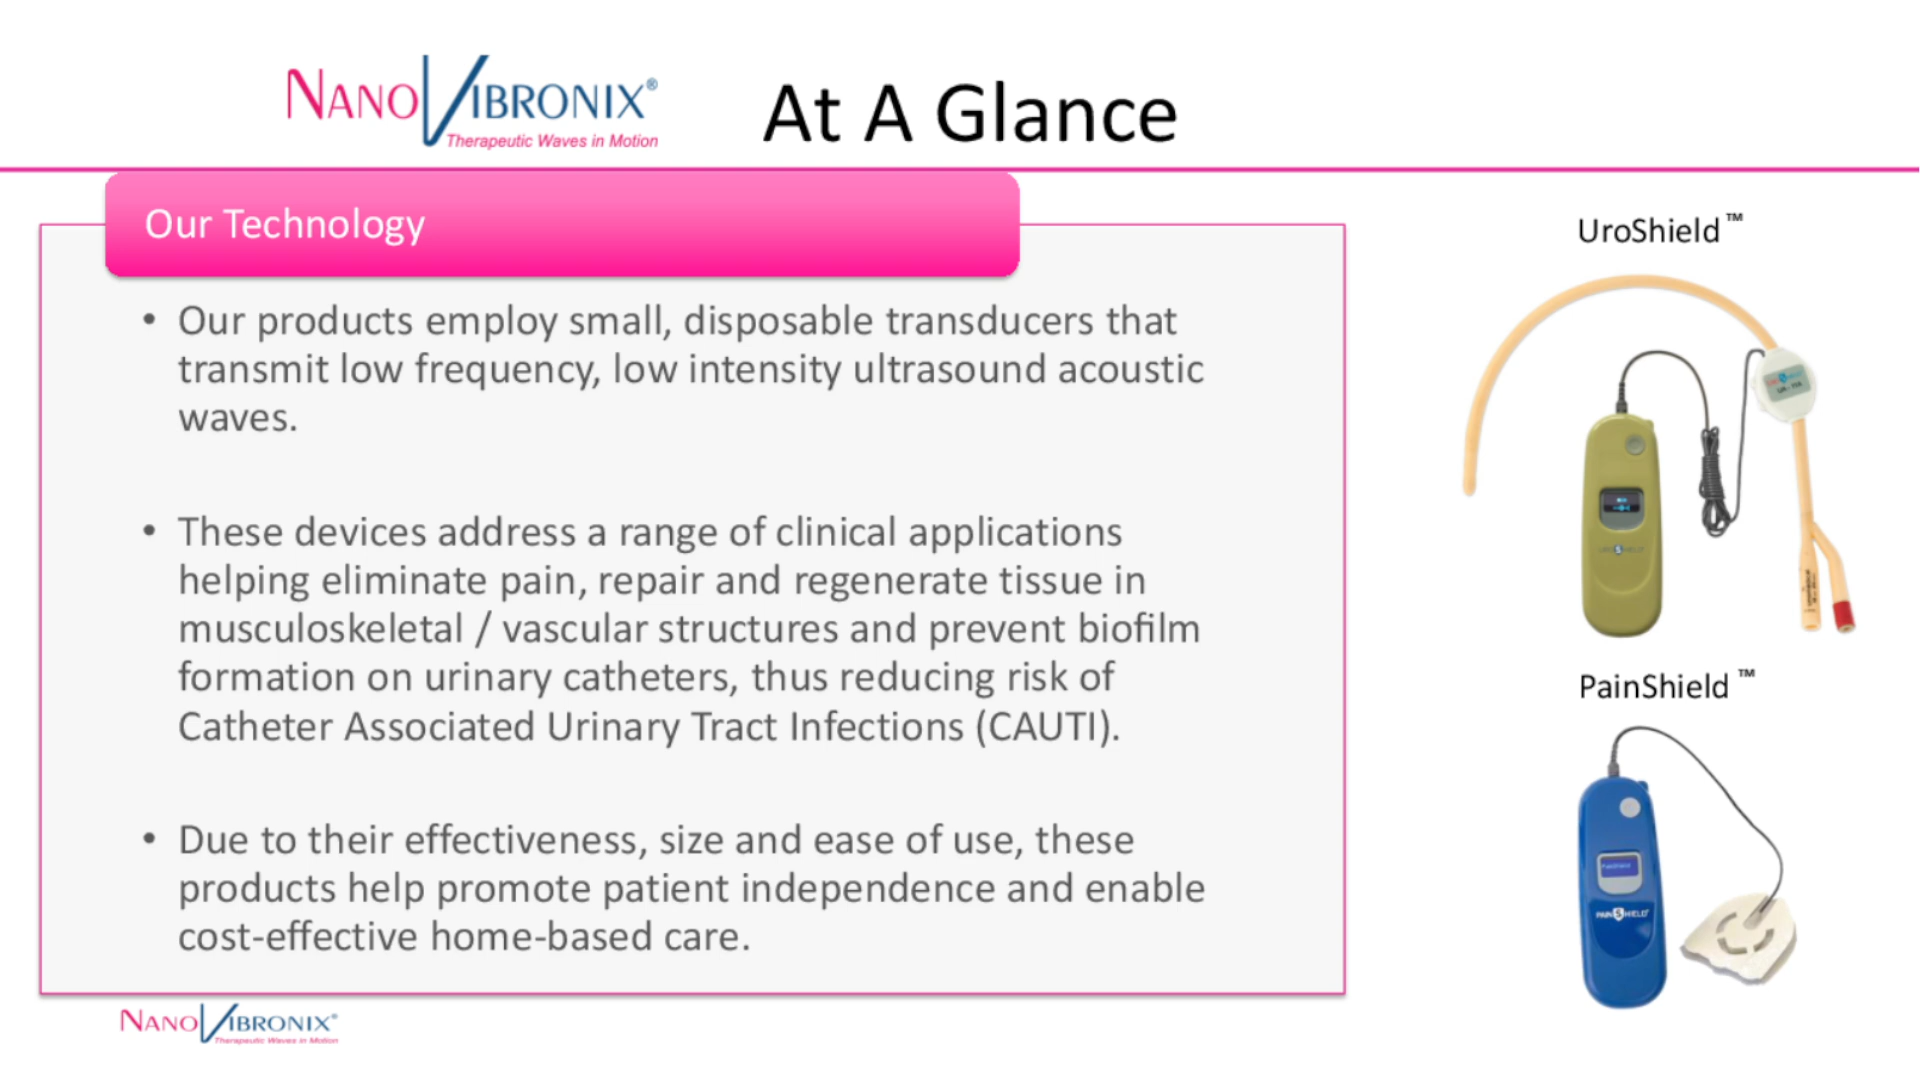 NANOVIBRONIX®
Therapeutic Waves in Motion
At A Glance
Our Technology
• Our products employ small, disposable transducers that
transmit low frequency, low intensity ultrasound acoustic
waves.
• These devices address a range of clinical applications
helping eliminate pain, repair and regenerate tissue in
musculoskeletal / vascular structures and prevent biofilm
formation on urinary catheters, thus reducing risk of
Catheter Associated Urinary Tract Infections (CAUTI).
• Due to their effectiveness, size and ease of use, these
products help promote patient independence and enable
cost-effective home-based care.
UroShield™
UROSHIELD
PainShield™
PAINSHIELD
NANOVIBRONIX®
Therapeutic Waves in Motion